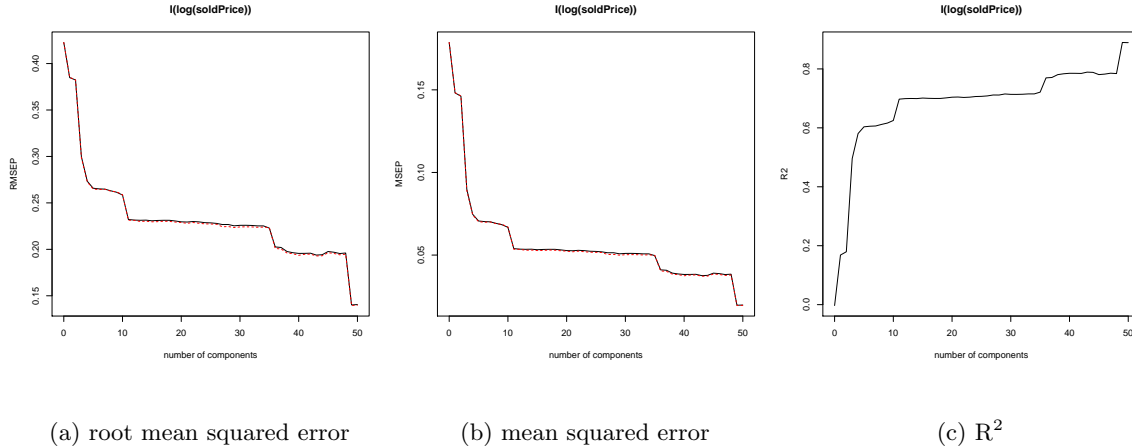 I(log(soldPrice))
RMSEP
0.15 0.20 0.25 0.30 0.35 0.40
0 10 20 30 40 50
number of components
(a) root mean squared error
I(log(soldPrice))
MSEP
0.05 0.10 0.15
0 10 20 30 40 50
number of components
(b) mean squared error
I(log(soldPrice))
R2
0.0 0.2 0.4 0.6 0.8
0 10 20 30 40 50
number of components
(c) R²